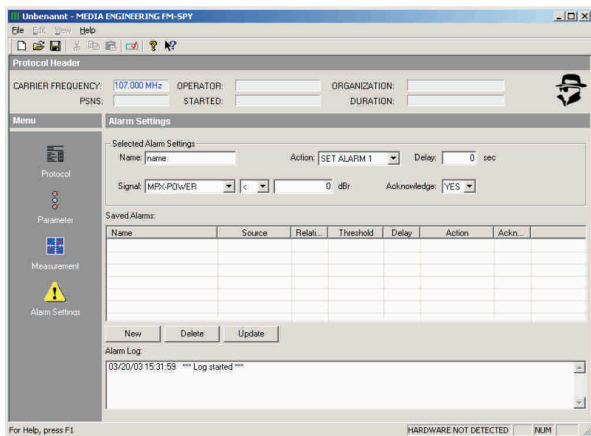 Unbenannt - MEDIA ENGINEERING FM-SPY
File Edit View Help
Protocol Header
CARRIER FREQUENCY: 107.000 MHz OPERATOR: ORGANIZATION:
PSNS: STARTED: DURATION:
Menu
Alarm Settings
Protocol
Parameter
Measurement
Alarm Settings
Selected Alarm Settings
Name: name Action: SET ALARM 1 Delay: 0 sec
Signal: MPX-POWER < 0 dBr Acknowledge: YES
Saved Alarms:
Name Source Relati... Threshold Delay Action Ackn...
New Delete Update
Alarm Log:
03/20/03 15:31:59 *** Log started ***
For Help, press F1 HARDWARE NOT DETECTED NUM